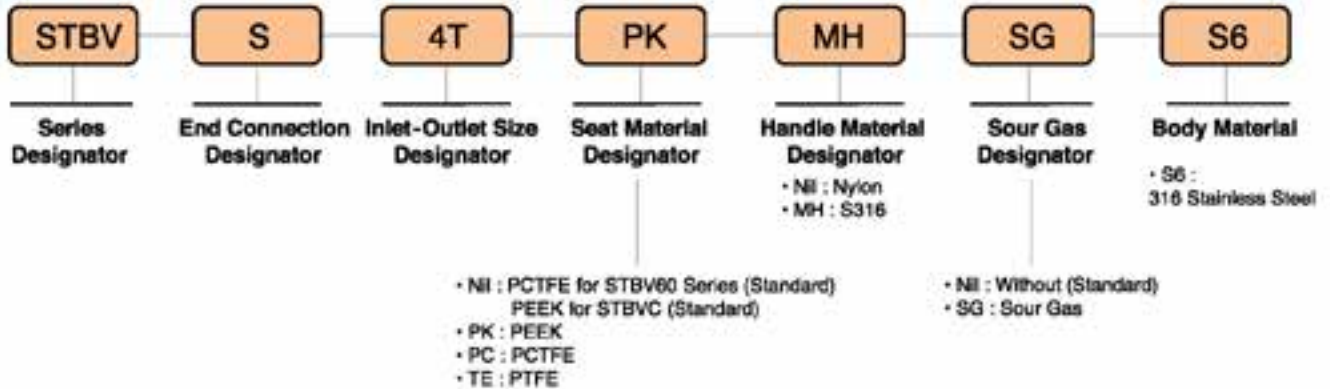 STBV S 4T PK MH SG S6
Series Designator
End Connection Designator
Inlet-Outlet Size Designator
Seat Material Designator
Handle Material Designator
• Nil : Nylon
• MH : S316
Sour Gas Designator
Body Material
• S6 :
316 Stainless Steel
• Nil : PCTFE for STBV60 Series (Standard)
PEEK for STBVC (Standard)
• PK : PEEK
• PC : PCTFE
• TE : PTFE
• Nil : Without (Standard)
• SG : Sour Gas